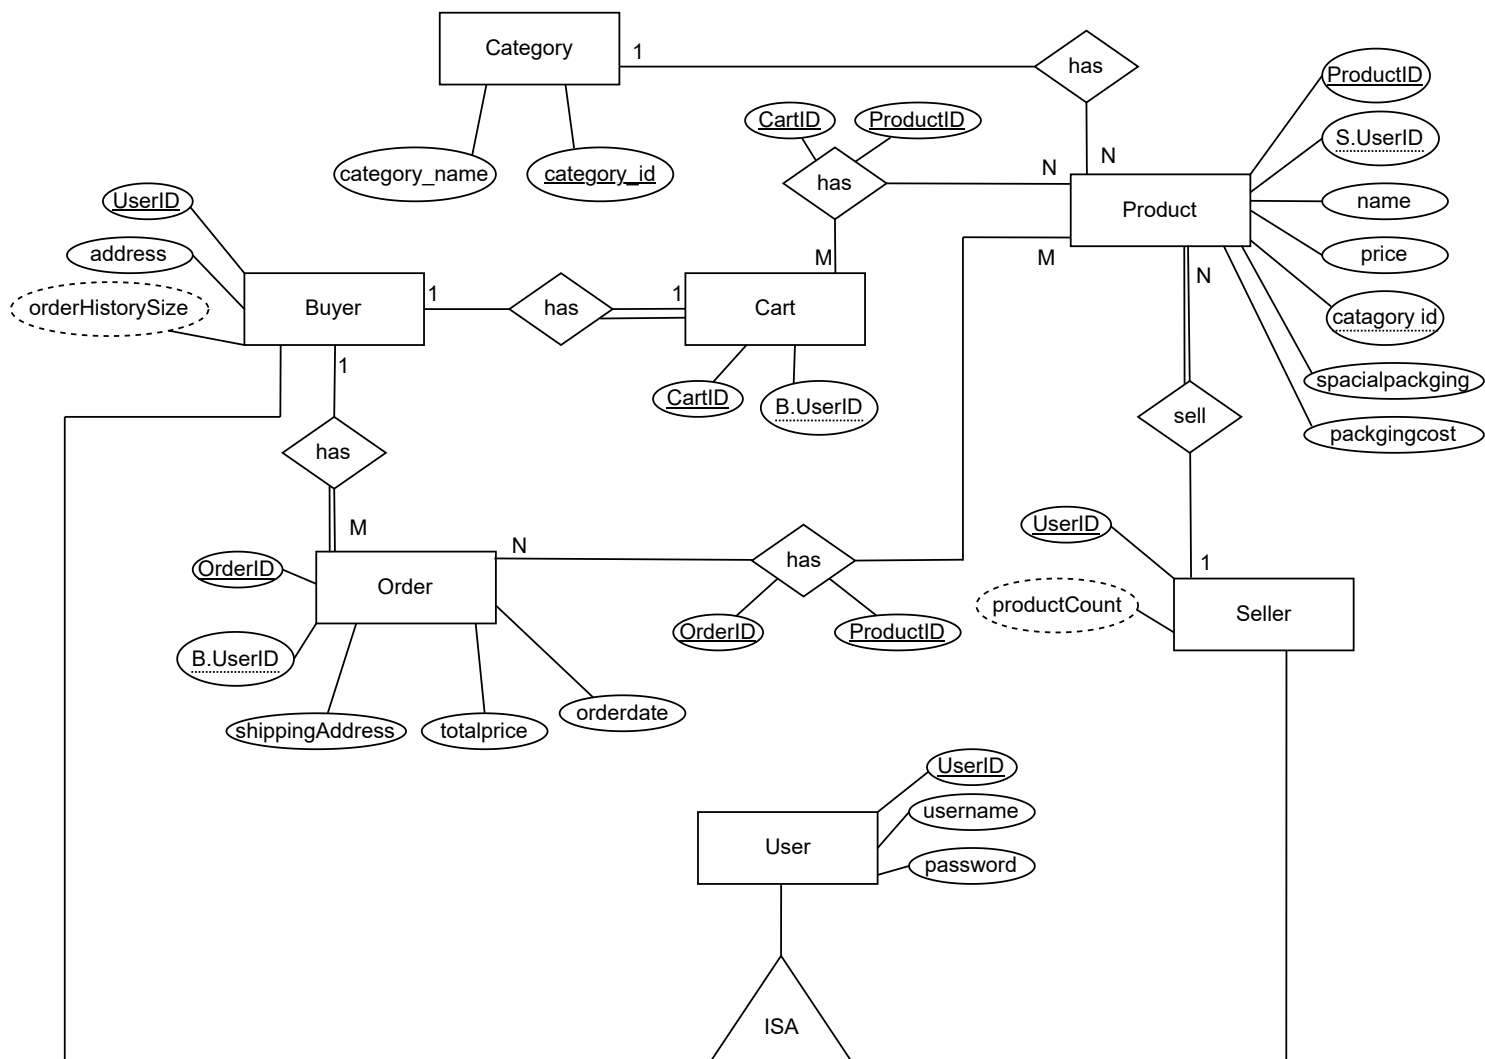 Category
1
has
ProductID
CartID
ProductID
S.UserID
category_name
category_id
N
N
has
UserID
Product
name
address
M
M
price
orderHistorySize
Buyer
1
has
1
Cart
N
catagory id
1
CartID
B.UserID
spacialpackging
sell
packgingcost
has
M
N
UserID
OrderID
Order
has
1
productCount
Seller
B.UserID
OrderID
ProductID
shippingAddress
totalprice
orderdate
UserID
username
User
password
ISA